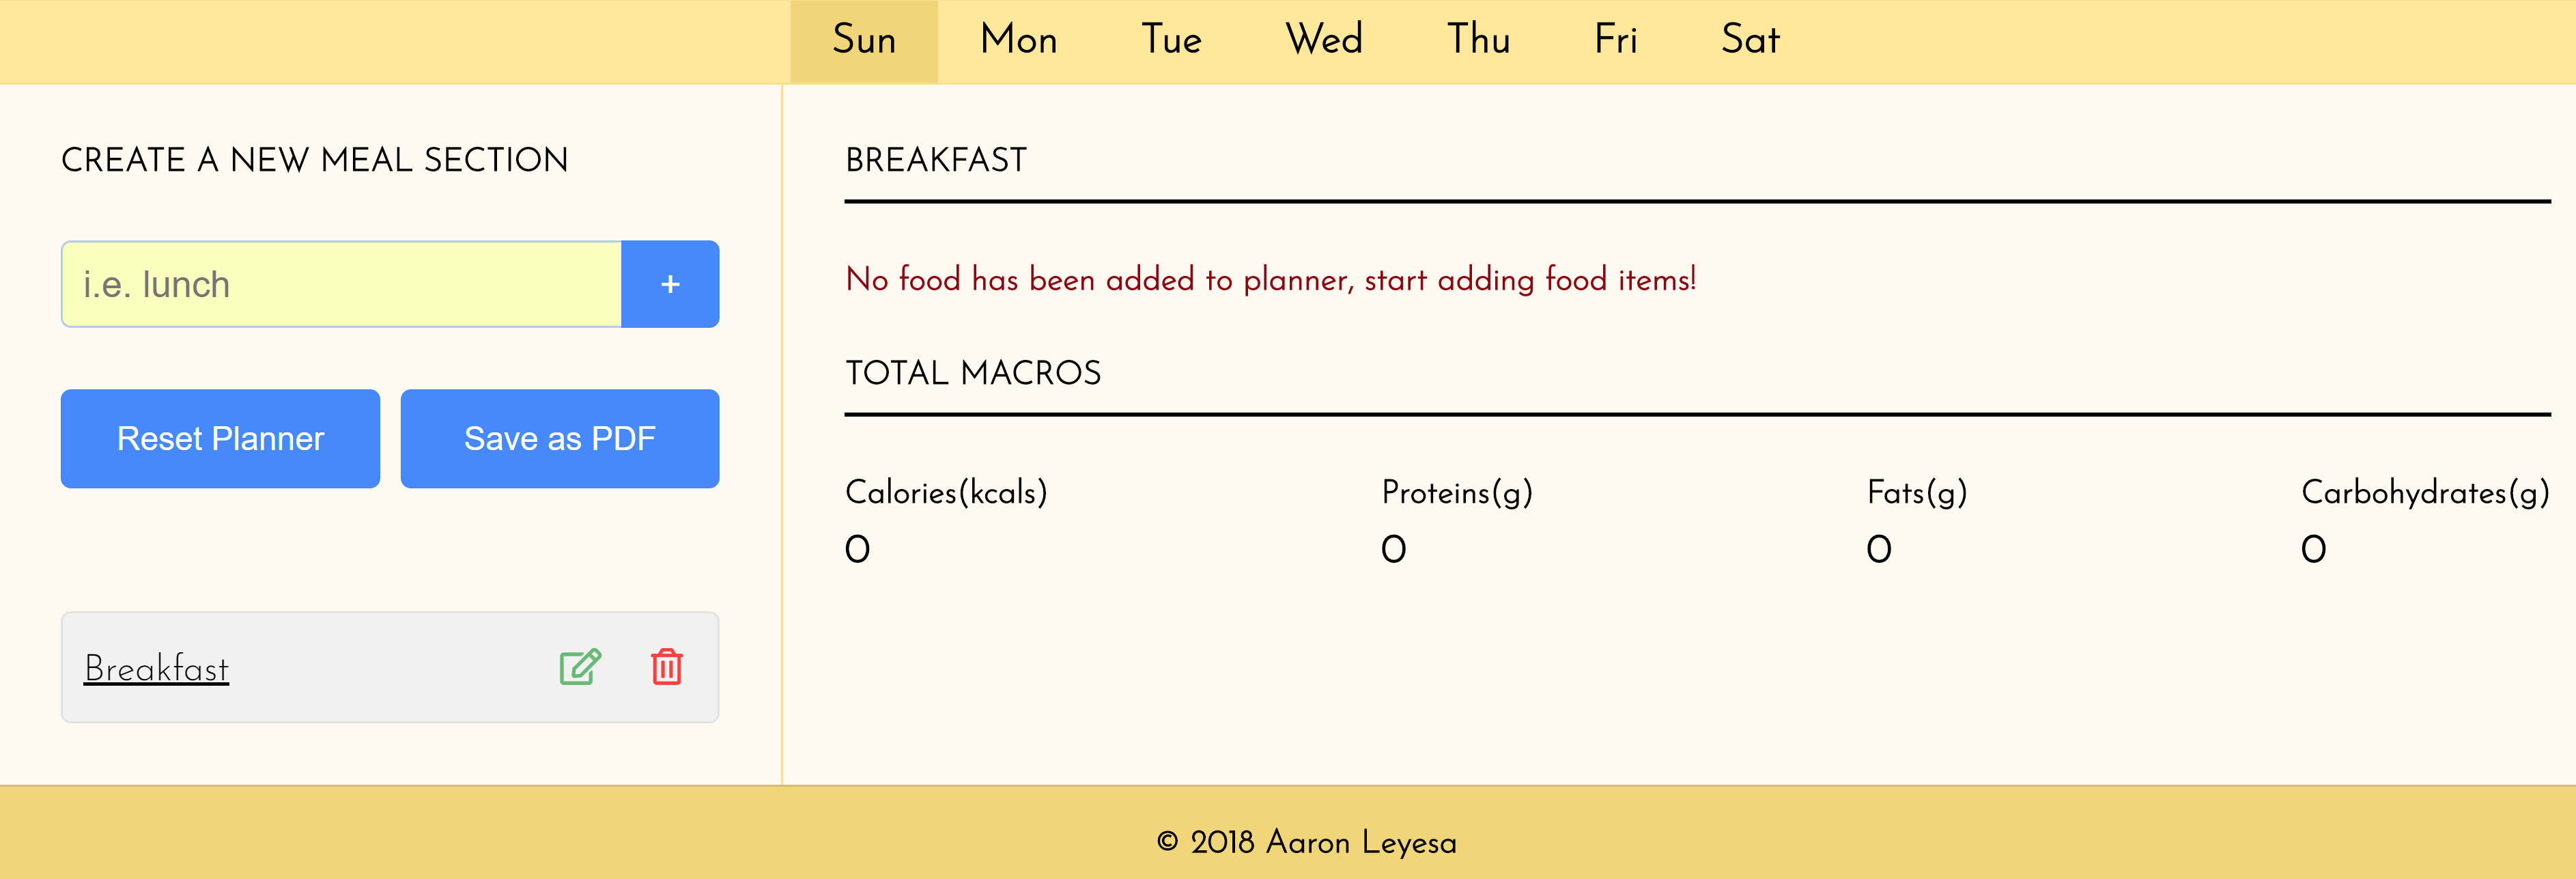 Sun Mon Tue Wed Thu Fri Sat
CREATE A NEW MEAL SECTION
i.e. lunch +
Reset Planner Save as PDF
Breakfast
BREAKFAST
No food has been added to planner, start adding food items!
TOTAL MACROS
Calories(kcals) Proteins(g) Fats(g) Carbohydrates(g)
0 0 0 0
© 2018 Aaron Leyesa